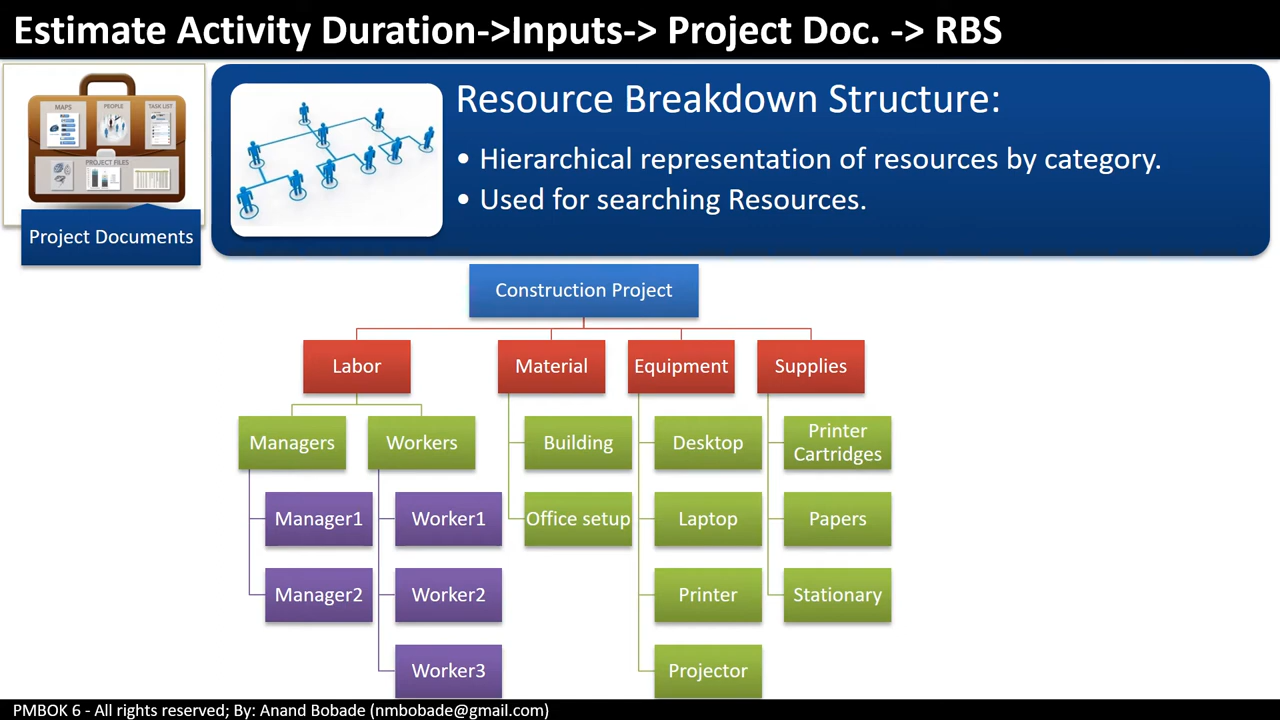 Estimate Activity Duration->Inputs-> Project Doc. -> RBS
MAPS
PEOPLE
TASK LIST
PROJECT FILES
Project Documents
Resource Breakdown Structure:
• Hierarchical representation of resources by category.
• Used for searching Resources.
Construction Project
Labor
Material
Equipment
Supplies
Managers
Workers
Building
Desktop
Printer
Cartridges
Manager1
Worker1
Office setup
Laptop
Papers
Manager2
Worker2
Printer
Stationary
Worker3
Projector
PMBOK 6 - All rights reserved; By: Anand Bobade (nmbobade@gmail.com)